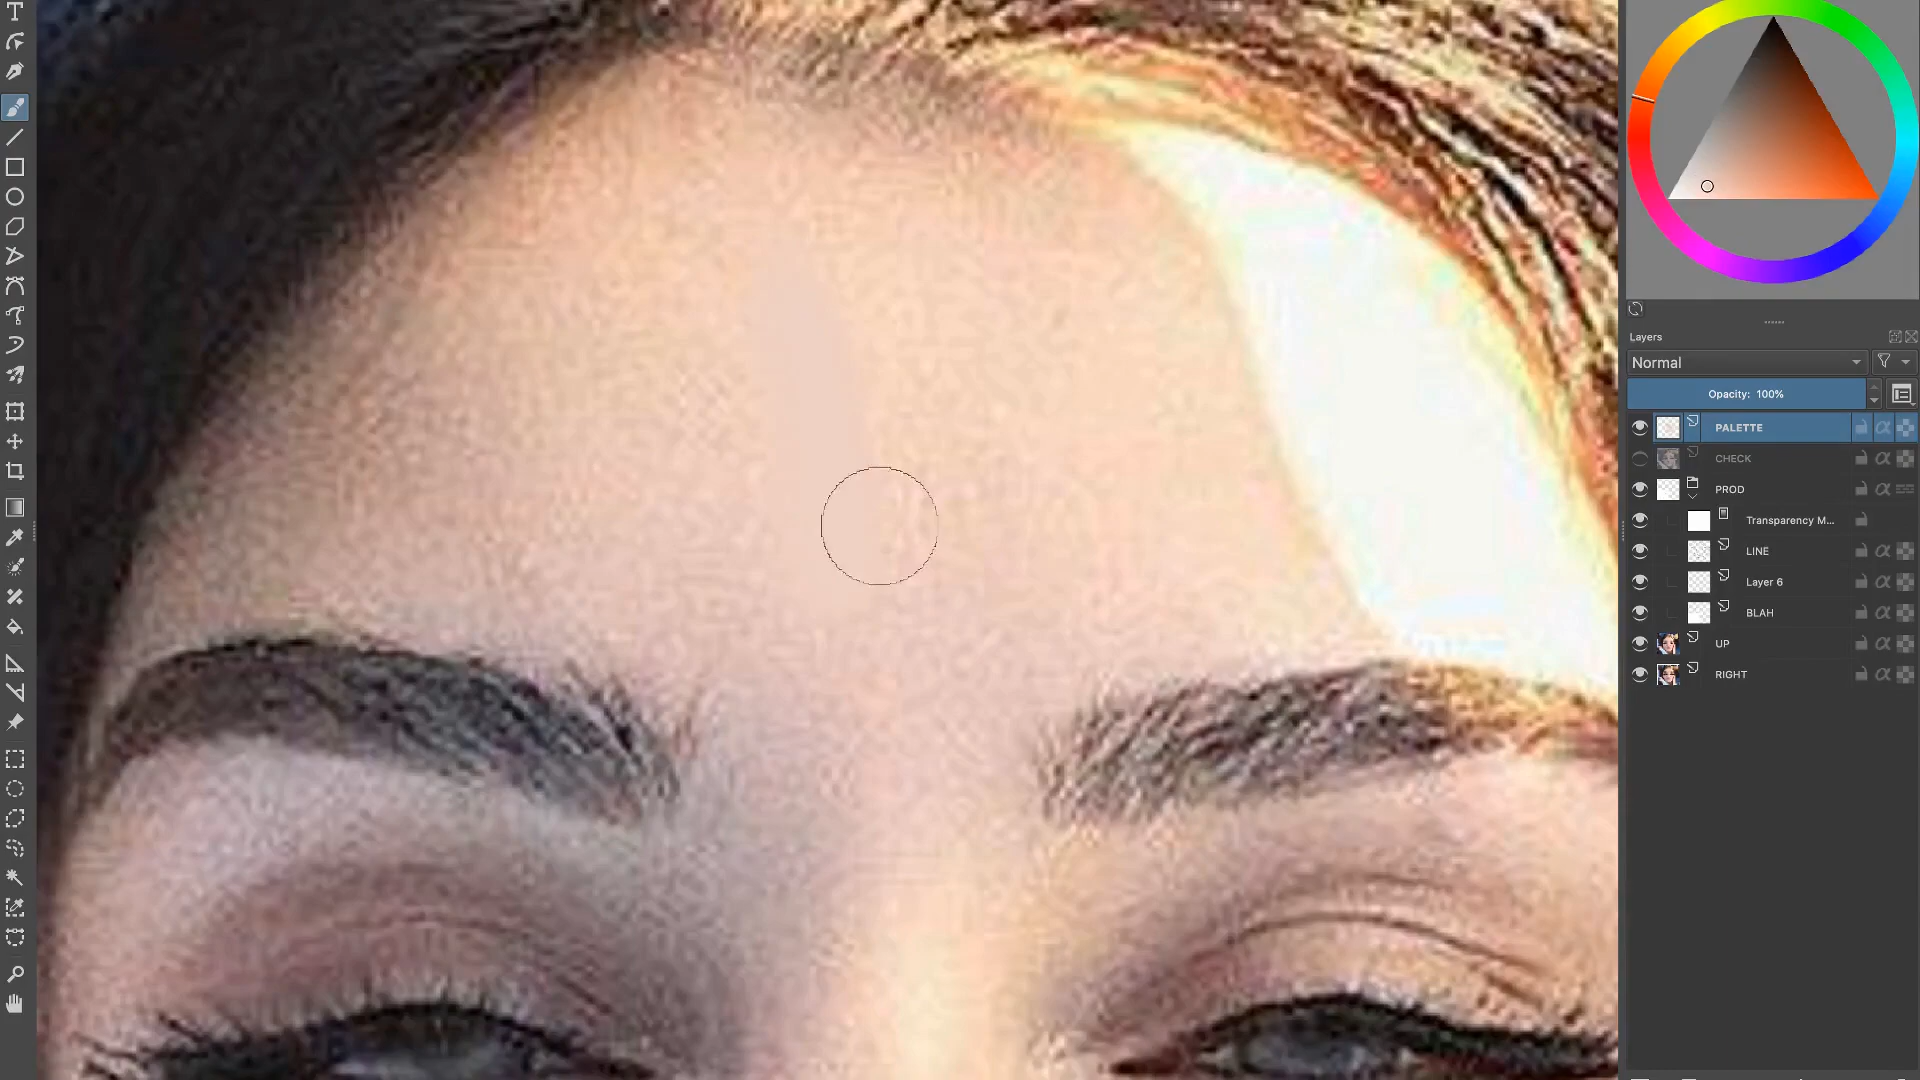 Layers
Normal
Opacity: 100%
PALETTE
CHECK
PROD
Transparency M...
LINE
Layer 6
BLAH
UP
RIGHT